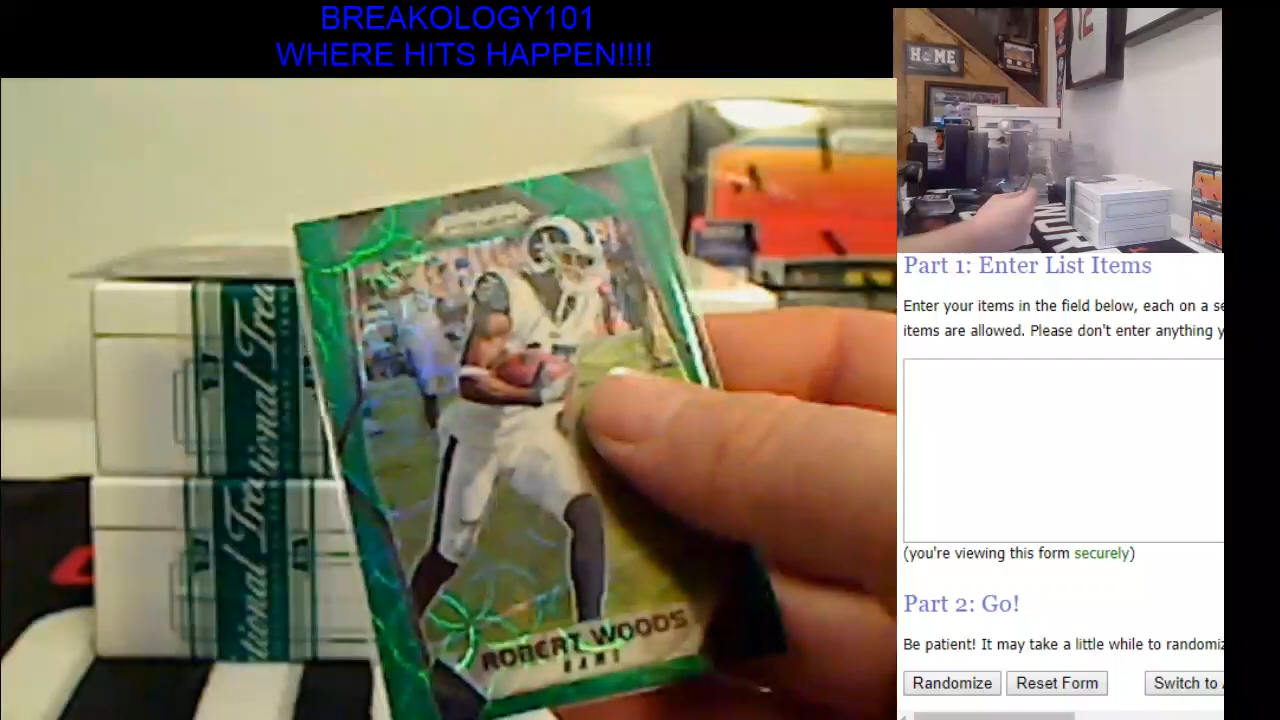 BREAKOLOGY101
WHERE HITS HAPPEN!!!!
HOME
ROBERT WOODS
RAMS
Part 1: Enter List Items
Enter your items in the field below, each on a se
items are allowed. Please don't enter anything y
(you're viewing this form securely)
Part 2: Go!
Be patient! It may take a little while to randomiz
Randomize Reset Form Switch to